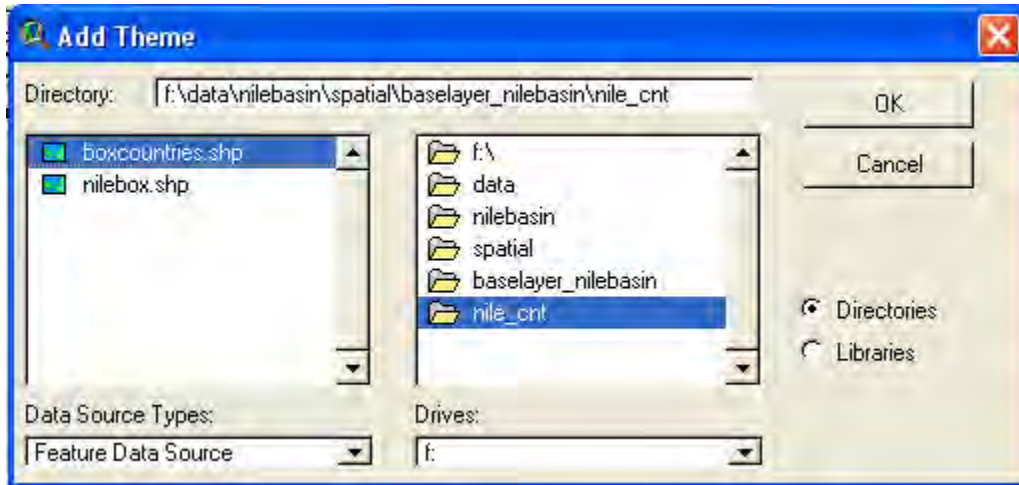 Add Theme
Directory: f:\data\nilebasin\spatial\baselayer_nilebasin\nile_cnt
OK
Cancel
boxcountries.shp
nilebox.shp
f:\
data
nilebasin
spatial
baselayer_nilebasin
nile_cnt
Directories
Libraries
Data Source Types:
Feature Data Source
Drives:
f: